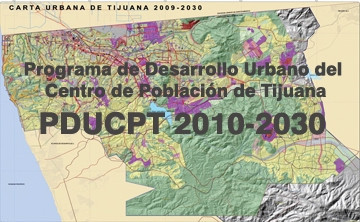 CARTA URBANA DE TIJUANA 2009-2030
Programa de Desarrollo Urbano del
Centro de Población de Tijuana
PDUCPT 2010-2030